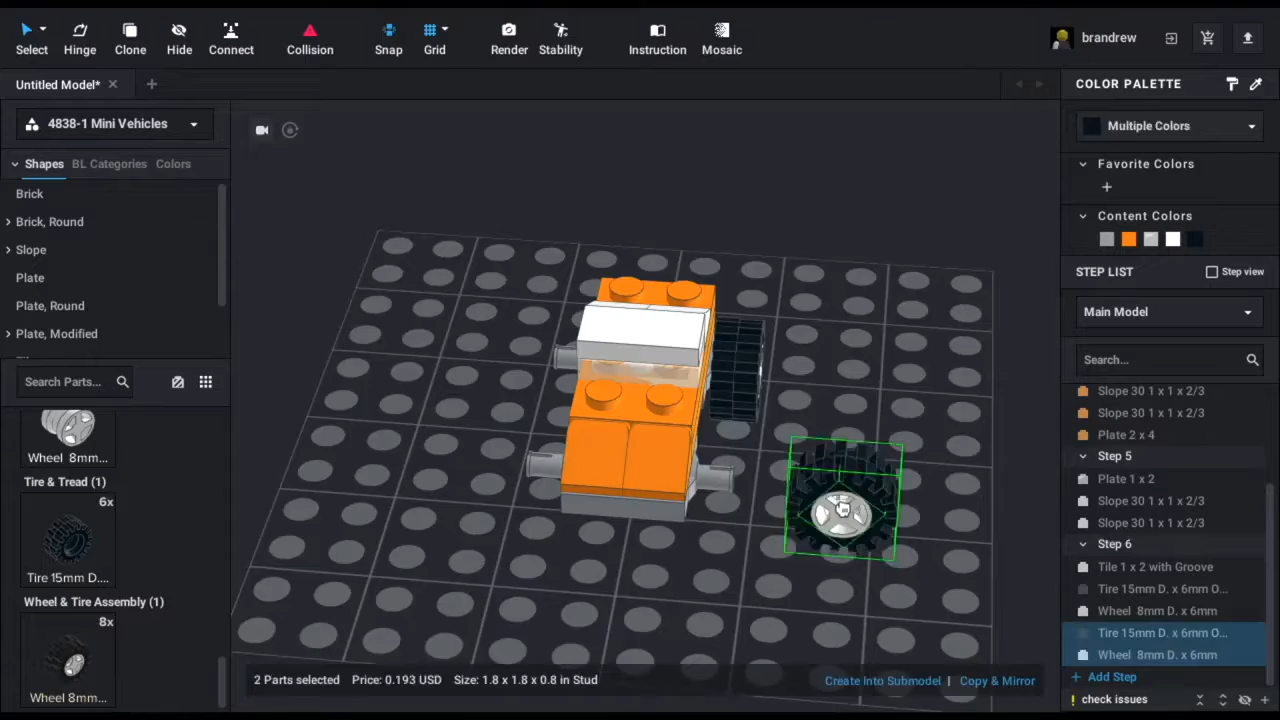 Select Hinge Clone Hide Connect Collision Snap Grid Render Stability Instruction Mosaic brandrew
Untitled Model*
COLOR PALETTE
4838-1 Mini Vehicles
Multiple Colors
Shapes BL Categories Colors
Favorite Colors
Brick
Brick, Round
Content Colors
Slope
Plate
STEP LIST Step view
Plate, Round
Main Model
Plate, Modified
Search...
Search Parts...
Slope 30 1 x 1 x 2/3
Slope 30 1 x 1 x 2/3
Plate 2 x 4
Wheel 8mm...
Step 5
Tire & Tread (1)
Plate 1 x 2
6x
Slope 30 1 x 1 x 2/3
Slope 30 1 x 1 x 2/3
Step 6
Tile 1 x 2 with Groove
Tire 15mm D....
Tire 15mm D. x 6mm O...
Wheel & Tire Assembly (1)
Wheel 8mm D. x 6mm
8x
Tire 15mm D. x 6mm O...
Wheel 8mm D. x 6mm
2 Parts selected Price: 0.193 USD Size: 1.8 x 1.8 x 0.8 in Stud Create Into Submodel | Copy & Mirror
+ Add Step
Wheel 8mm...
! check issues